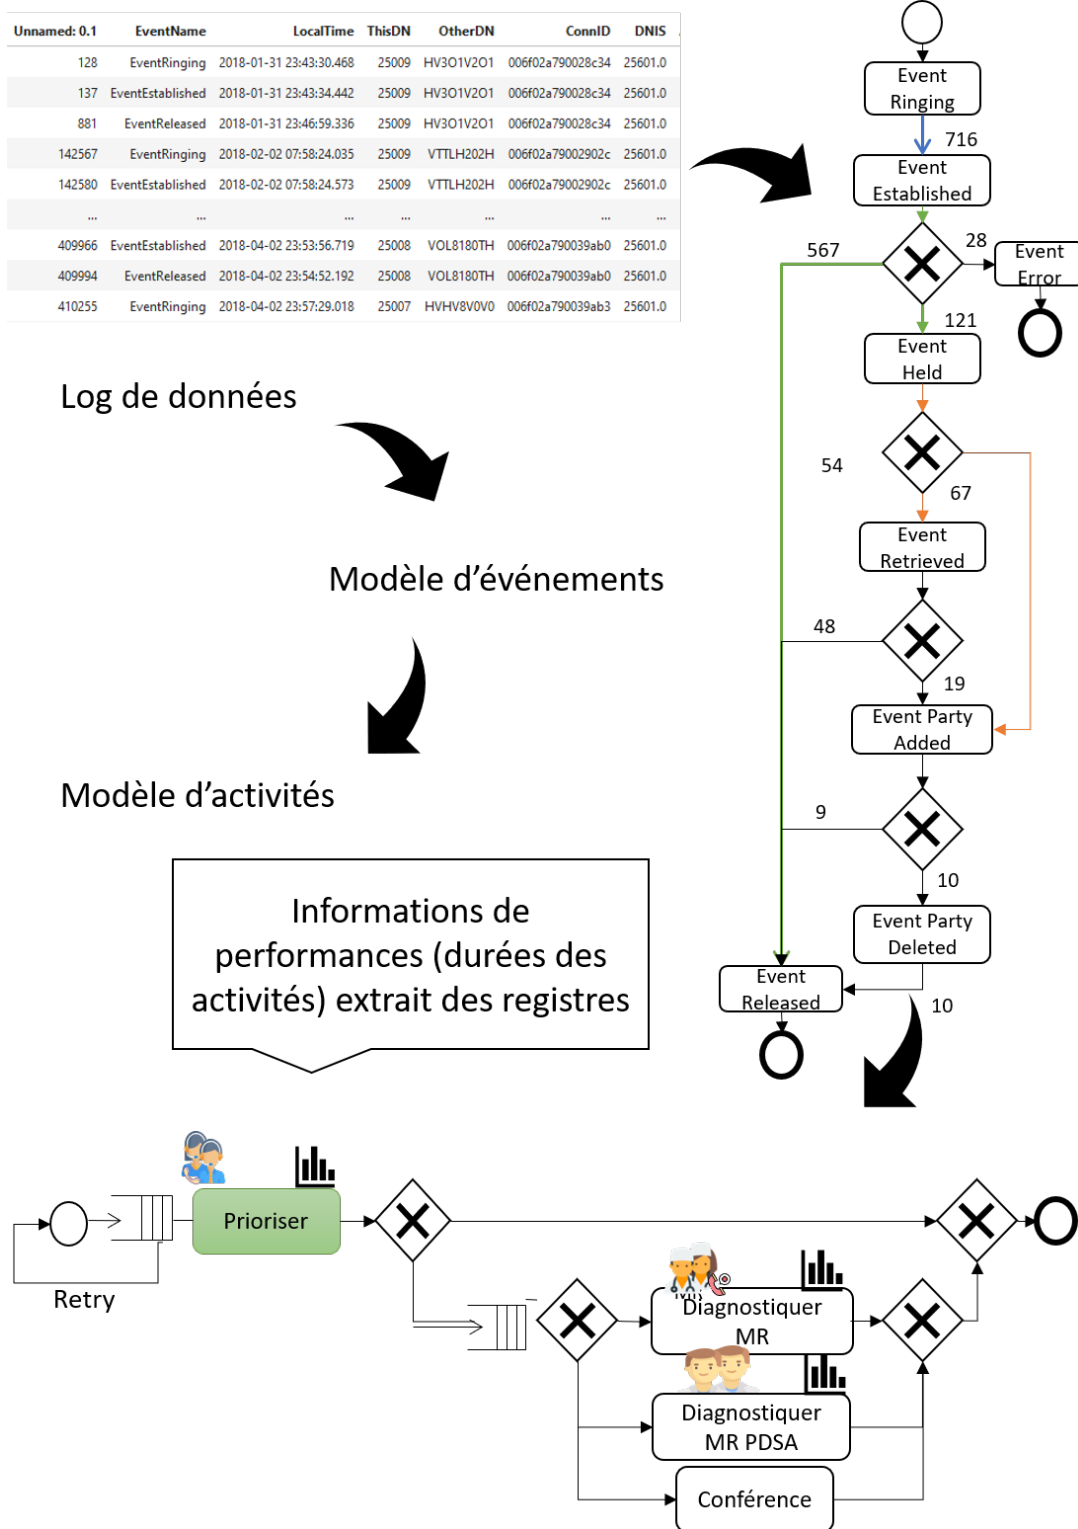 Unnamed: 0.1 EventName LocalTime ThisDN OtherDN ConnID DNIS
128 EventRinging 2018-01-31 23:43:30.468 25009 HV3O1V2O1 006f02a790028c34 25601.0
137 EventEstablished 2018-01-31 23:43:34.442 25009 HV3O1V2O1 006f02a790028c34 25601.0
881 EventReleased 2018-01-31 23:46:59.336 25009 HV3O1V2O1 006f02a790028c34 25601.0
142567 EventRinging 2018-02-02 07:58:24.035 25009 VTTLH202H 006f02a79002902c 25601.0
142580 EventEstablished 2018-02-02 07:58:24.573 25009 VTTLH202H 006f02a79002902c 25601.0
... ... ... ... ... ... ...
409966 EventEstablished 2018-04-02 23:53:56.719 25008 VOL8180TH 006f02a790039ab0 25601.0
409994 EventReleased 2018-04-02 23:54:52.192 25008 VOL8180TH 006f02a790039ab0 25601.0
410255 EventRinging 2018-04-02 23:57:29.018 25007 HVHV8V0V0 006f02a790039ab3 25601.0
Event
Ringing
716
Event
Established
567
28
Event
Error
121
Event
Held
54
67
Event
Retrieved
48
19
Event Party
Added
9
10
Event Party
Deleted
Event
Released
10
Log de données
Modèle d'événements
Modèle d'activités
Informations de
performances (durées des
activités) extrait des registres
Prioriser
Retry
Diagnostiquer
MR
Diagnostiquer
MR PDSA
Conférence